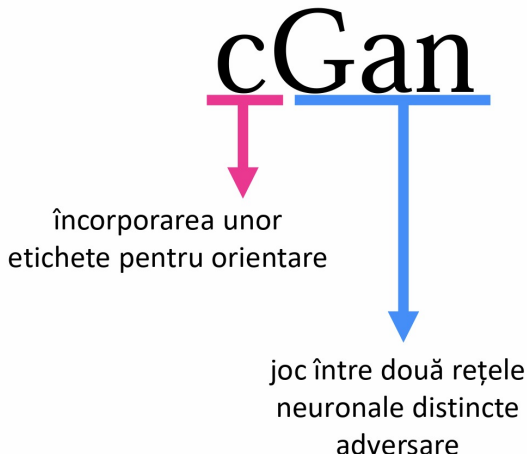 cGan
încorporarea unor
etichete pentru orientare
joc între două rețele
neuronale distincte
adversare